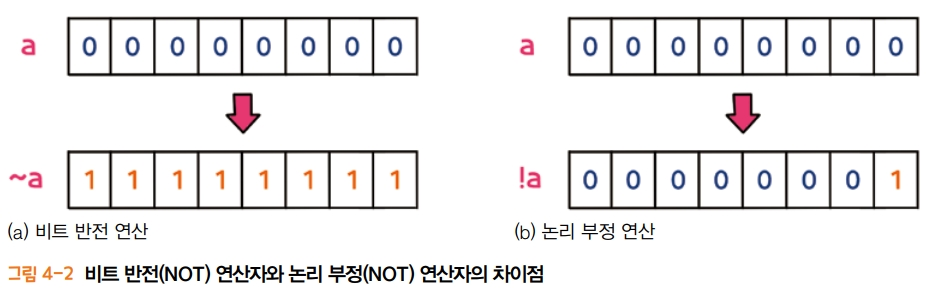 a 0 0 0 0 0 0 0 0
a 0 0 0 0 0 0 0 0
~a 1 1 1 1 1 1 1 1
!a 0 0 0 0 0 0 0 1
(a) 비트 반전 연산
(b) 논리 부정 연산
그림 4-2 비트 반전(NOT) 연산자와 논리 부정(NOT) 연산자의 차이점